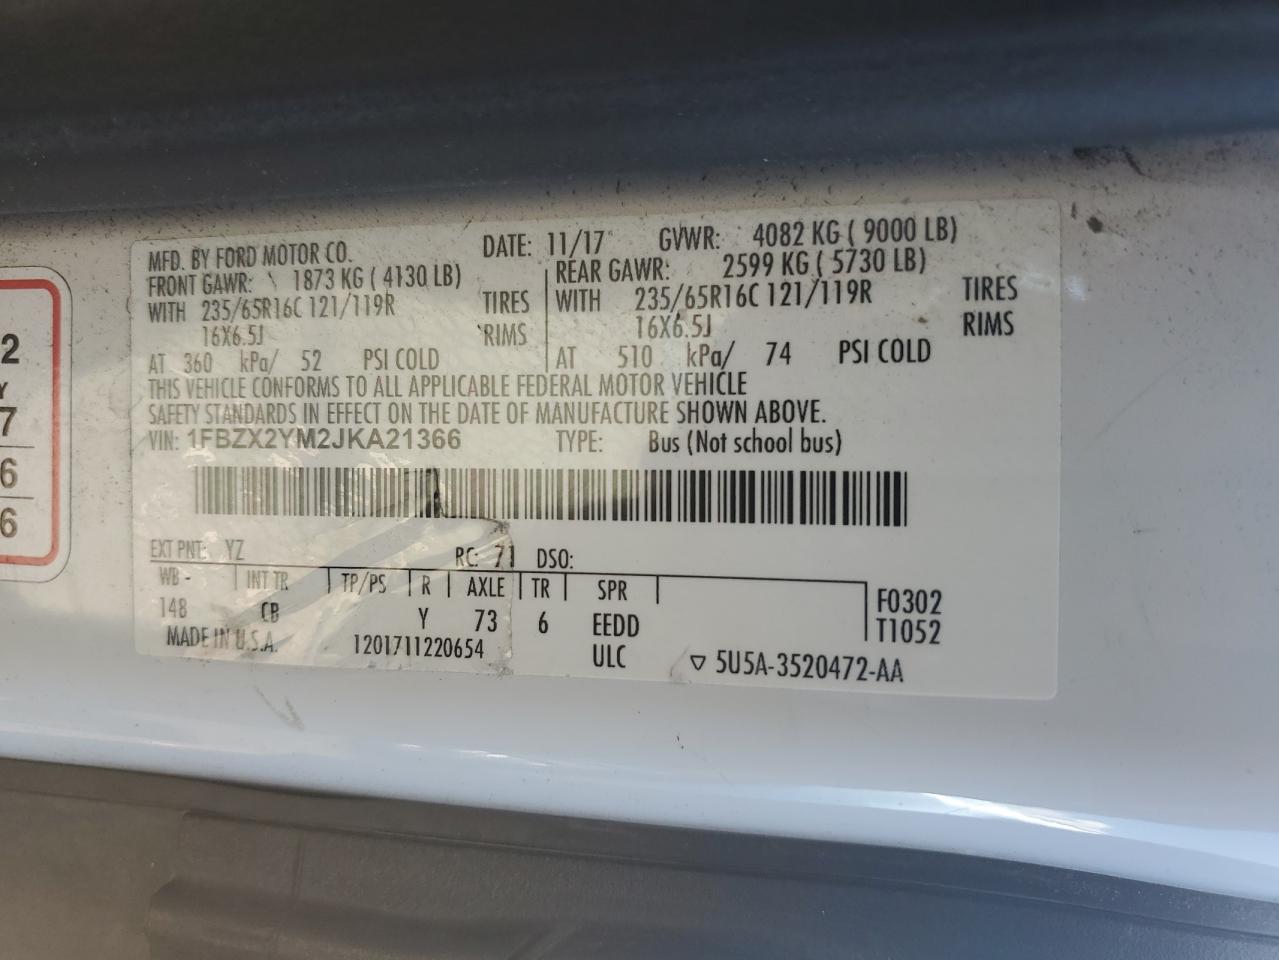 MFD. BY FORD MOTOR CO. DATE: 11/17 GVWR: 4082 KG ( 9000 LB)
FRONT GAWR: 1873 KG ( 4130 LB) REAR GAWR: 2599 KG ( 5730 LB)
WITH 235/65R16C 121/119R TIRES WITH 235/65R16C 121/119R TIRES
16X6.5J RIMS 16X6.5J RIMS
AT 360 kPa/ 52 PSI COLD AT 510 kPa/ 74 PSI COLD
THIS VEHICLE CONFORMS TO ALL APPLICABLE FEDERAL MOTOR VEHICLE
SAFETY STANDARDS IN EFFECT ON THE DATE OF MANUFACTURE SHOWN ABOVE.
VIN: 1FBZX2YM2JKA21366 TYPE: Bus (Not school bus)
EXT PNT: YZ RC: 71 DSO:
WB - INT TR TP/PS R AXLE TR SPR
148 CB Y 73 6 EEDD F0302
ULC T1052
MADE IN U.S.A. 1201711220654 ▽ 5U5A-3520472-AA
2
Y
7
6
6